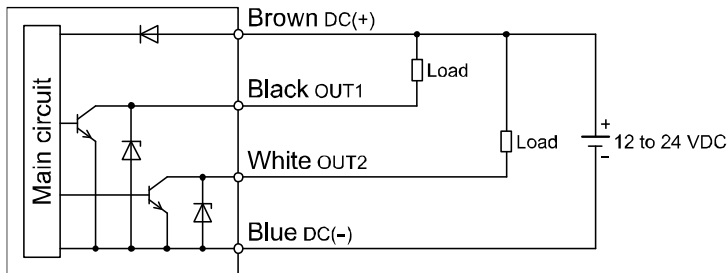 Main circuit
Brown DC(+)
Black OUT1
White OUT2
Blue DC(−)
Load
Load
+
12 to 24 VDC
−